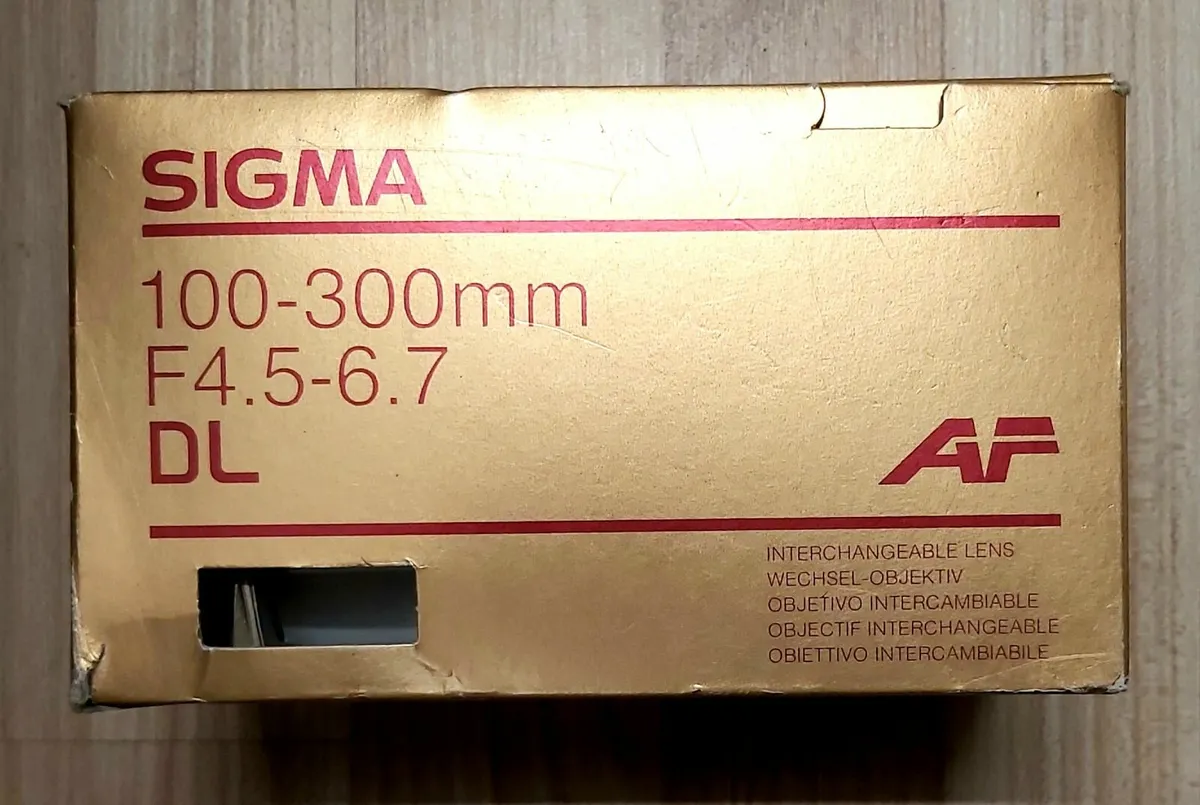 SIGMA
100-300mm
F4.5-6.7
DL
AF
INTERCHANGEABLE LENS
WECHSEL-OBJEKTIV
OBJETIVO INTERCAMBIABLE
OBJECTIF INTERCHANGEABLE
OBIETTIVO INTERCAMBIABILE